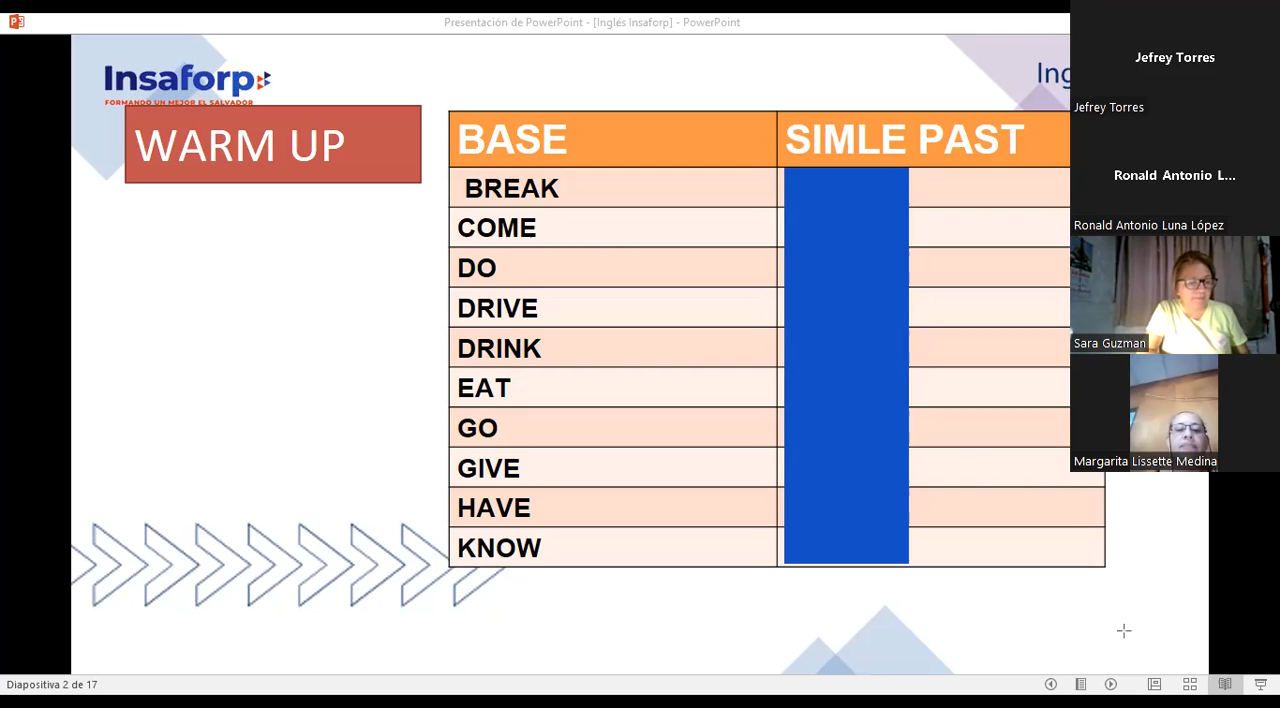 Presentación de PowerPoint - [Inglés Insaforp] - PowerPoint
Insaforp
FORMANDO UN MEJOR EL SALVADOR
Ing
WARM UP
BASE SIMLE PAST
BREAK
COME
DO
DRIVE
DRINK
EAT
GO
GIVE
HAVE
KNOW
Jefrey Torres
Jefrey Torres
Ronald Antonio L...
Ronald Antonio Luna López
Sara Guzman
Margarita Lissette Medina
Diapositiva 2 de 17